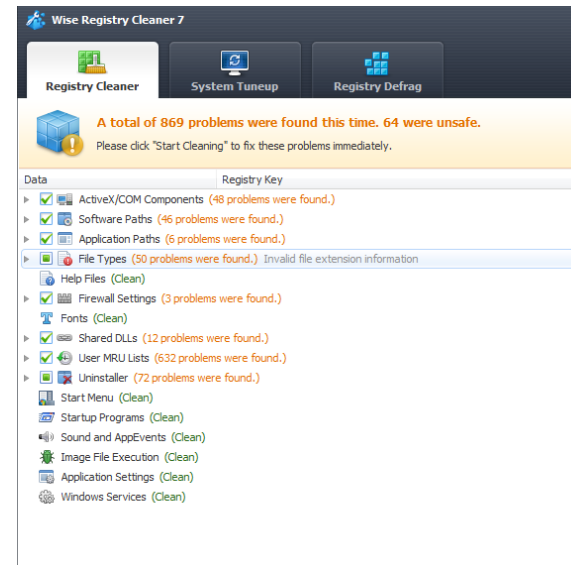 Wise Registry Cleaner 7
Registry Cleaner System Tuneup Registry Defrag
A total of 869 problems were found this time. 64 were unsafe.
Please click "Start Cleaning" to fix these problems immediately.
Data Registry Key
ActiveX/COM Components (48 problems were found.)
Software Paths (46 problems were found.)
Application Paths (6 problems were found.)
File Types (50 problems were found.) Invalid file extension information
Help Files (Clean)
Firewall Settings (3 problems were found.)
Fonts (Clean)
Shared DLLs (12 problems were found.)
User MRU Lists (632 problems were found.)
Uninstaller (72 problems were found.)
Start Menu (Clean)
Startup Programs (Clean)
Sound and AppEvents (Clean)
Image File Execution (Clean)
Application Settings (Clean)
Windows Services (Clean)